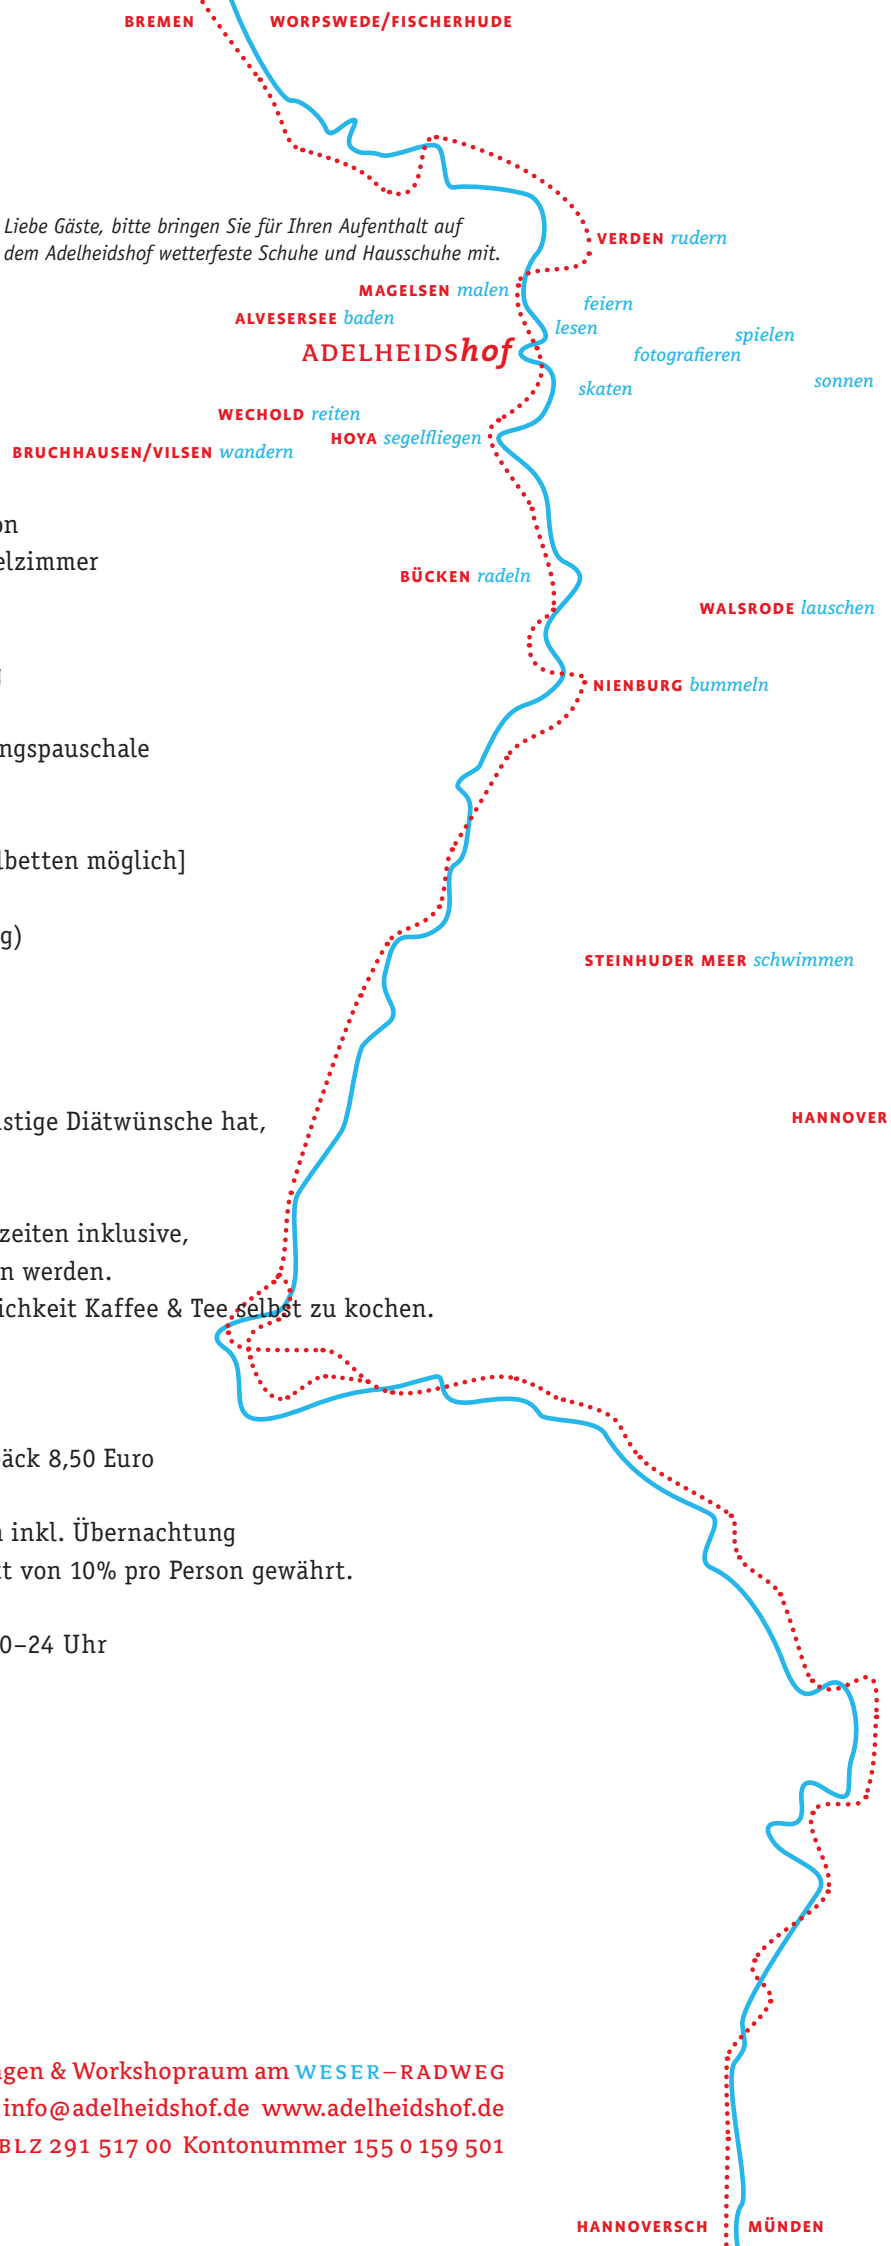 BREMEN WORPSWEDE/FISCHERHUDE
Liebe Gäste, bitte bringen Sie für Ihren Aufenthalt auf
dem Adelheidshof wetterfeste Schuhe und Hausschuhe mit.
VERDEN rudern
MAGELSEN malen
feiern
ALVESERSEE baden
lesen
spielen
ADELHEIDShof
fotografieren
sonnen
skaten
WECHOLD reiten
HOYA segelfliegen
BRUCHHAUSEN/VILSEN wandern
on
elzimmer
BÜCKEN radeln
WALSRODE lauschen
g
NIENBURG bummeln
ngspauschale
lbetten möglich]
g)
STEINHUDER MEER schwimmen
HANNOVER
stige Diätwünsche hat,
zeiten inklusive,
n werden.
ichkeit Kaffee & Tee selbst zu kochen.
äck 8,50 Euro
n inkl. Übernachtung
t von 10% pro Person gewährt.
0–24 Uhr
ngen & Workshopraum am WESER–RADWEG
info@adelheidshof.de www.adelheidshof.de
BLZ 291 517 00 Kontonummer 155 0 159 501
HANNOVERSCH MÜNDEN